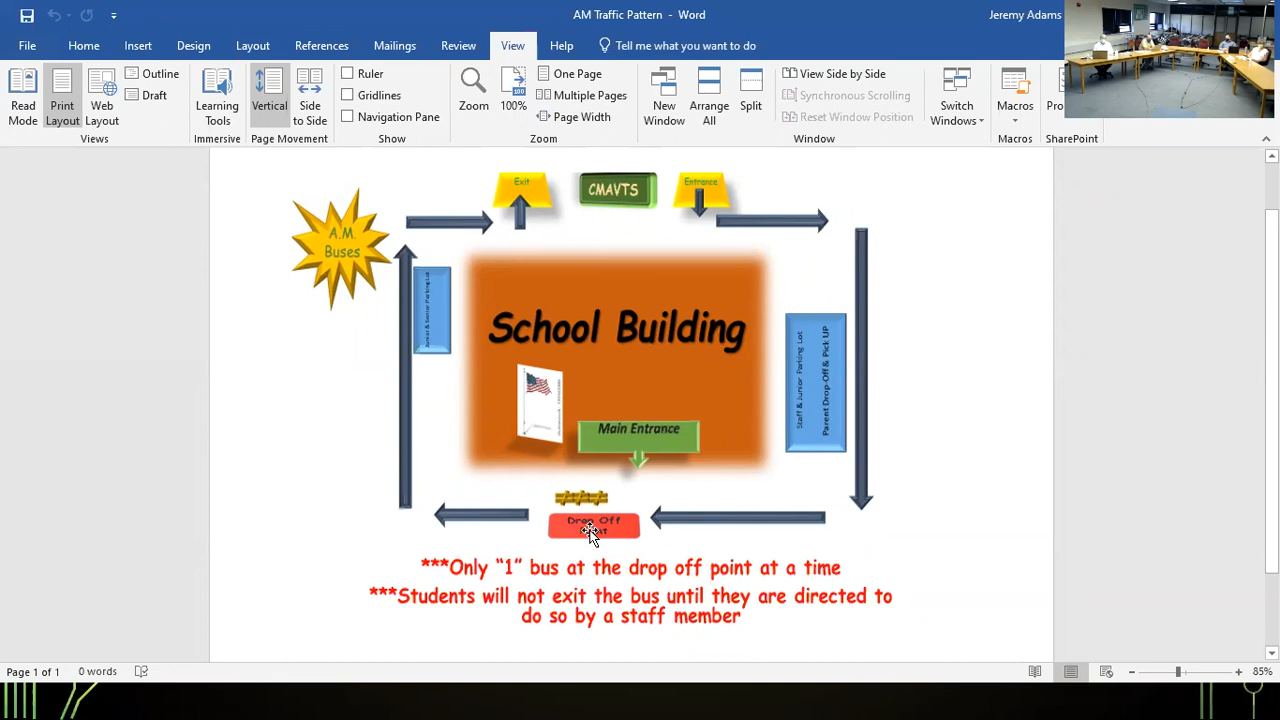 AM Traffic Pattern - Word
Jeremy Adams
File
Home
Insert
Design
Layout
References
Mailings
Review
View
Help
Tell me what you want to do
Read Mode
Print Layout
Web Layout
Outline
Draft
Views
Learning Tools
Immersive
Vertical
Side to Side
Page Movement
Ruler
Gridlines
Navigation Pane
Show
Zoom
100%
One Page
Multiple Pages
Page Width
Zoom
New Window
Arrange All
Split
View Side by Side
Synchronous Scrolling
Reset Window Position
Window
Switch Windows
Macros
Macros
SharePoint
Exit
CMAVTS
Entrance
A.M.
Buses
Junior & Senior Parking Lot
School Building
Staff & Junior Parking Lot
Parent Drop-Off & Pick UP
Main Entrance
Drop Off
***Only “1” bus at the drop off point at a time
***Students will not exit the bus until they are directed to
do so by a staff member
Page 1 of 1
0 words
85%